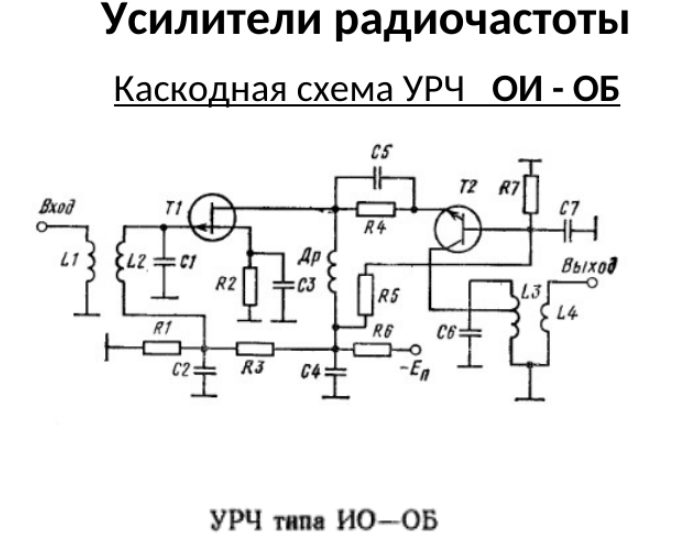 Усилители радиочастоты
Каскодная схема УРЧ ОИ - ОБ
C5
T2
R7
Вход
T1
C7
R4
L1
L2
C1
Др
Выход
R2
C3
R5
L3
L4
R1
R6
C6
C2
R3
C4
-Eп
УРЧ типа ИО—ОБ